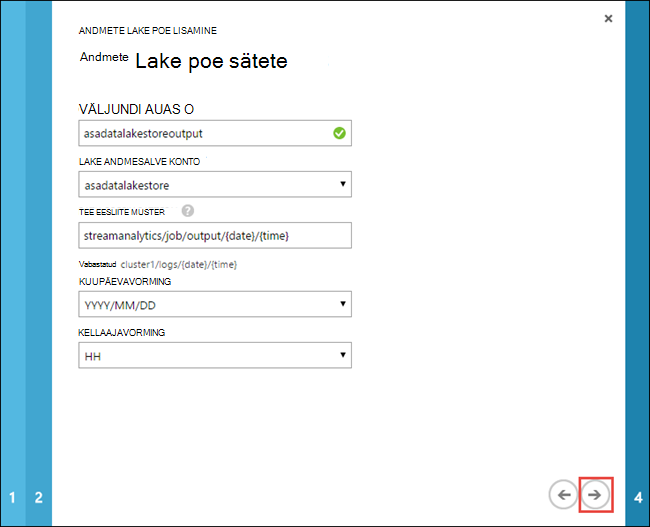 ANDMETE LAKE POE LISAMINE
Andmete Lake poe sätete
VÄLJUNDI AUAS O
asadatalakestoreoutput
LAKE ANDMESALVE KONTO
asadatalakestore
TEE EESLIITE MUSTER ?
streamanalytics/job/output/{date}/{time}
Vabastatud cluster1/logs/{date}/{time}
KUUPÄEVAVORMING
YYYY/MM/DD
KELLAAJAVORMING
HH
1 2 4